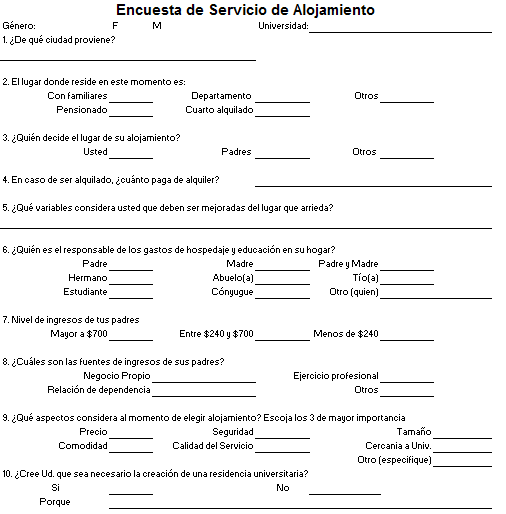 Encuesta de Servicio de Alojamiento
Género: F M Universidad:
1. ¿De qué ciudad proviene?
2. El lugar donde reside en este momento es:
Con familiares Departamento Otros
Pensionado Cuarto alquilado
3. ¿Quién decide el lugar de su alojamiento?
Usted Padres Otros
4. En caso de ser alquilado, ¿cuánto paga de alquiler?
5. ¿Qué variables considera usted que deben ser mejoradas del lugar que arrieda?
6. ¿Quién es el responsable de los gastos de hospedaje y educación en su hogar?
Padre Madre Padre y Madre
Hermano Abuelo(a) Tío(a)
Estudiante Cónyugue Otro (quien)
7. Nivel de ingresos de tus padres
Mayor a $700 Entre $240 y $700 Menos de $240
8. ¿Cuáles son las fuentes de ingresos de sus padres?
Negocio Propio Ejercicio profesional
Relación de dependencia Otros
9. ¿Qué aspectos considera al momento de elegir alojamiento? Escoja los 3 de mayor importancia
Precio Seguridad Tamaño
Comodidad Calidad del Servicio Cercania a Univ.
Otro (especifique)
10. ¿Cree Ud. que sea necesario la creación de una residencia universitaria?
Si No
Porque